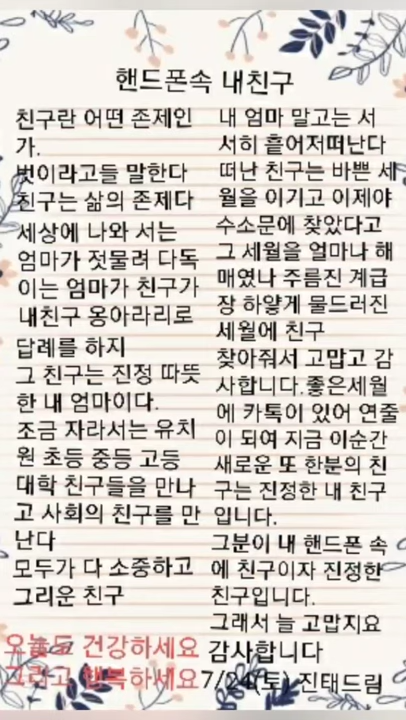 핸드폰속 내친구
친구란 어떤 존제인
가.
벗이라고들 말한다
친구는 삶의 존제다
세상에 나와 서는
엄마가 젖물려 다독
이는 엄마가 친구가
내친구 옹아라리로
답례를 하지
그 친구는 진정 따뜻
한 내 엄마이다.
조금 자라서는 유치
원 초등 중등 고등
대학 친구들을 만나
고 사회의 친구를 만
난다
모두가 다 소중하고
그리운 친구
내 엄마 말고는 서
서히 흩어저떠난다
떠난 친구는 바쁜 세
월을 이기고 이제야
수소문에 찾았다고
그 세월을 얼마나 해
매였나 주름진 계급
장 하얗게 물드러진
세월에 친구
찾아줘서 고맙고 감
사합니다.좋은세월
에 카톡이 있어 연줄
이 되여 지금 이순간
새로운 또 한분의 친
구는 진정한 내 친구
입니다.
그분이 내 핸드폰 속
에 친구이자 진정한
친구입니다.
그래서 늘 고맙지요
감사합니다
7/24(토) 진태드림
오늘도 건강하세요
그리고 행복하세요